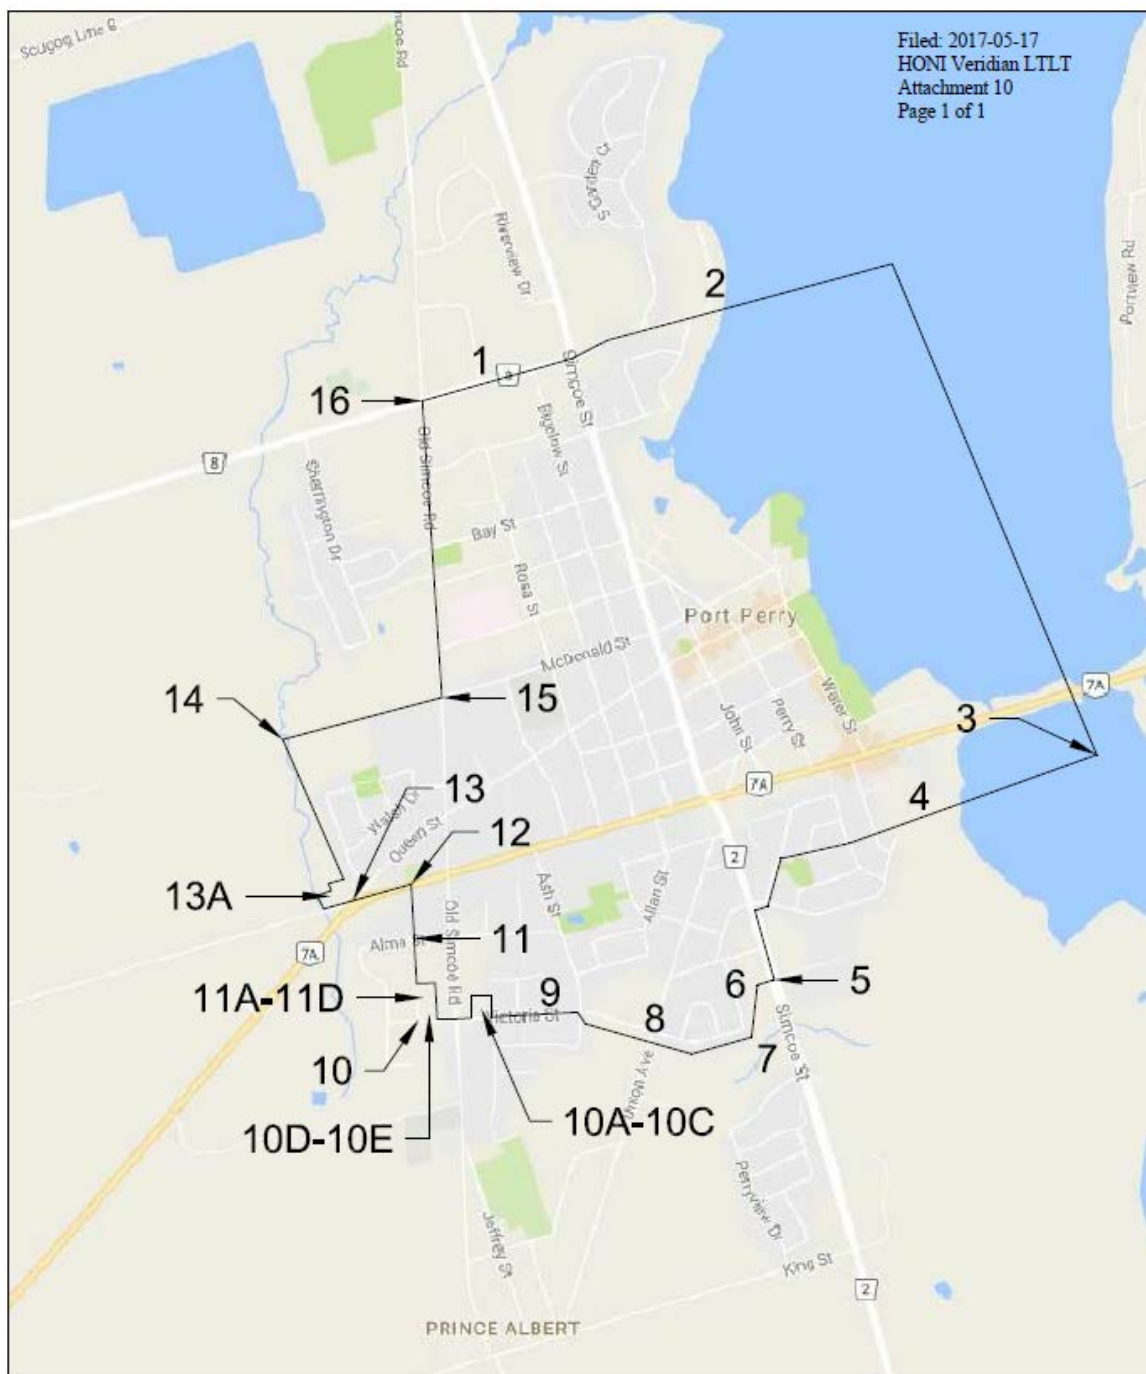 Scugog Line 8
Simcoe Rd
Filed: 2017-05-17
HONI Veridian LTLT
Attachment 10
Page 1 of 1
S Garden Ct
Riverview Dr
Portview Rd
2
1
8
Simcoe St
16
Bigelow St
Old Simcoe Rd
8
Sherrington Dr
Bay St
Rosa St
Port Perry
McDonald St
7A
14
15
Water St
Perry St
John St
3
13
7A
4
Queen St
12
2
13A
Ash St
Allan St
Old Simcoe Rd
Alma St
11
7A
6
5
11A-11D
9
Victoria St
8
7
Simcoe St
10
Union Ave
10D-10E
10A-10C
Perryview Dr
Jeffrey St
King St
2
PRINCE ALBERT